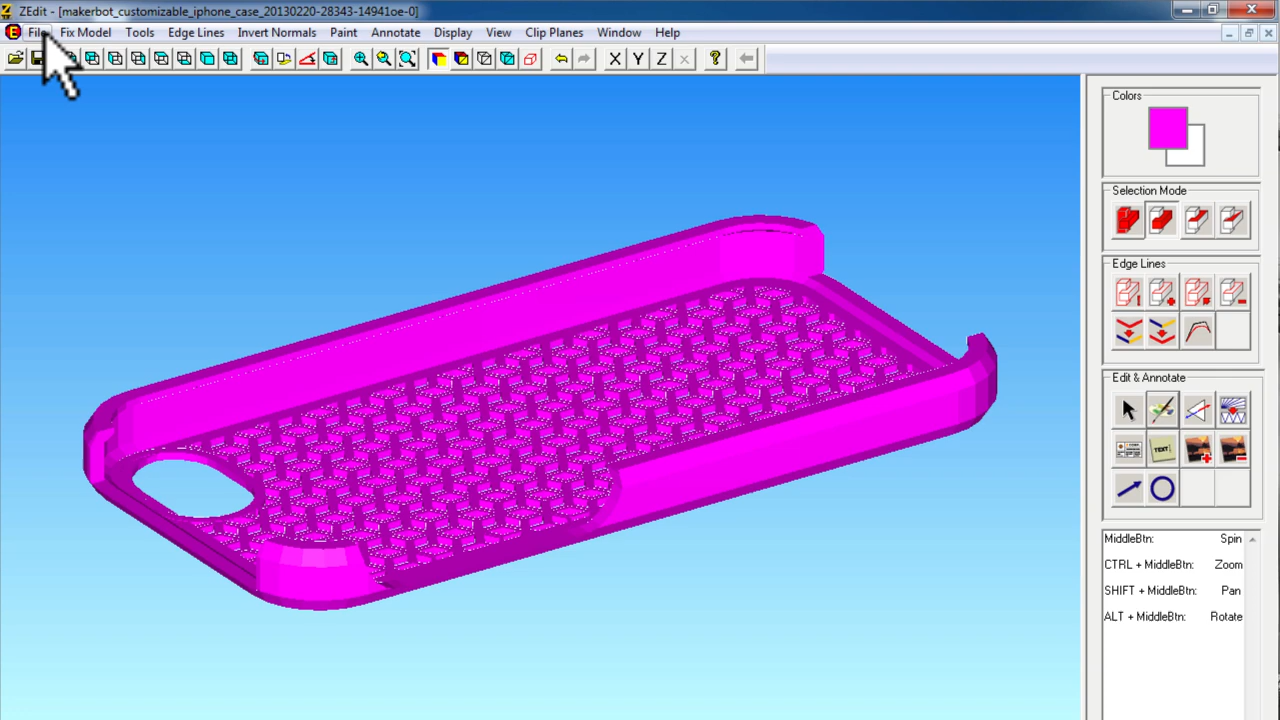 ZEdit - [makerbot_customizable_iphone_case_20130220-28343-14941oe-0]
File Fix Model Tools Edge Lines Invert Normals Paint Annotate Display View Clip Planes Window Help
X Y Z
Colors
Selection Mode
Edge Lines
Edit & Annotate
TEXT
MiddleBtn: Spin
CTRL + MiddleBtn: Zoom
SHIFT + MiddleBtn: Pan
ALT + MiddleBtn: Rotate